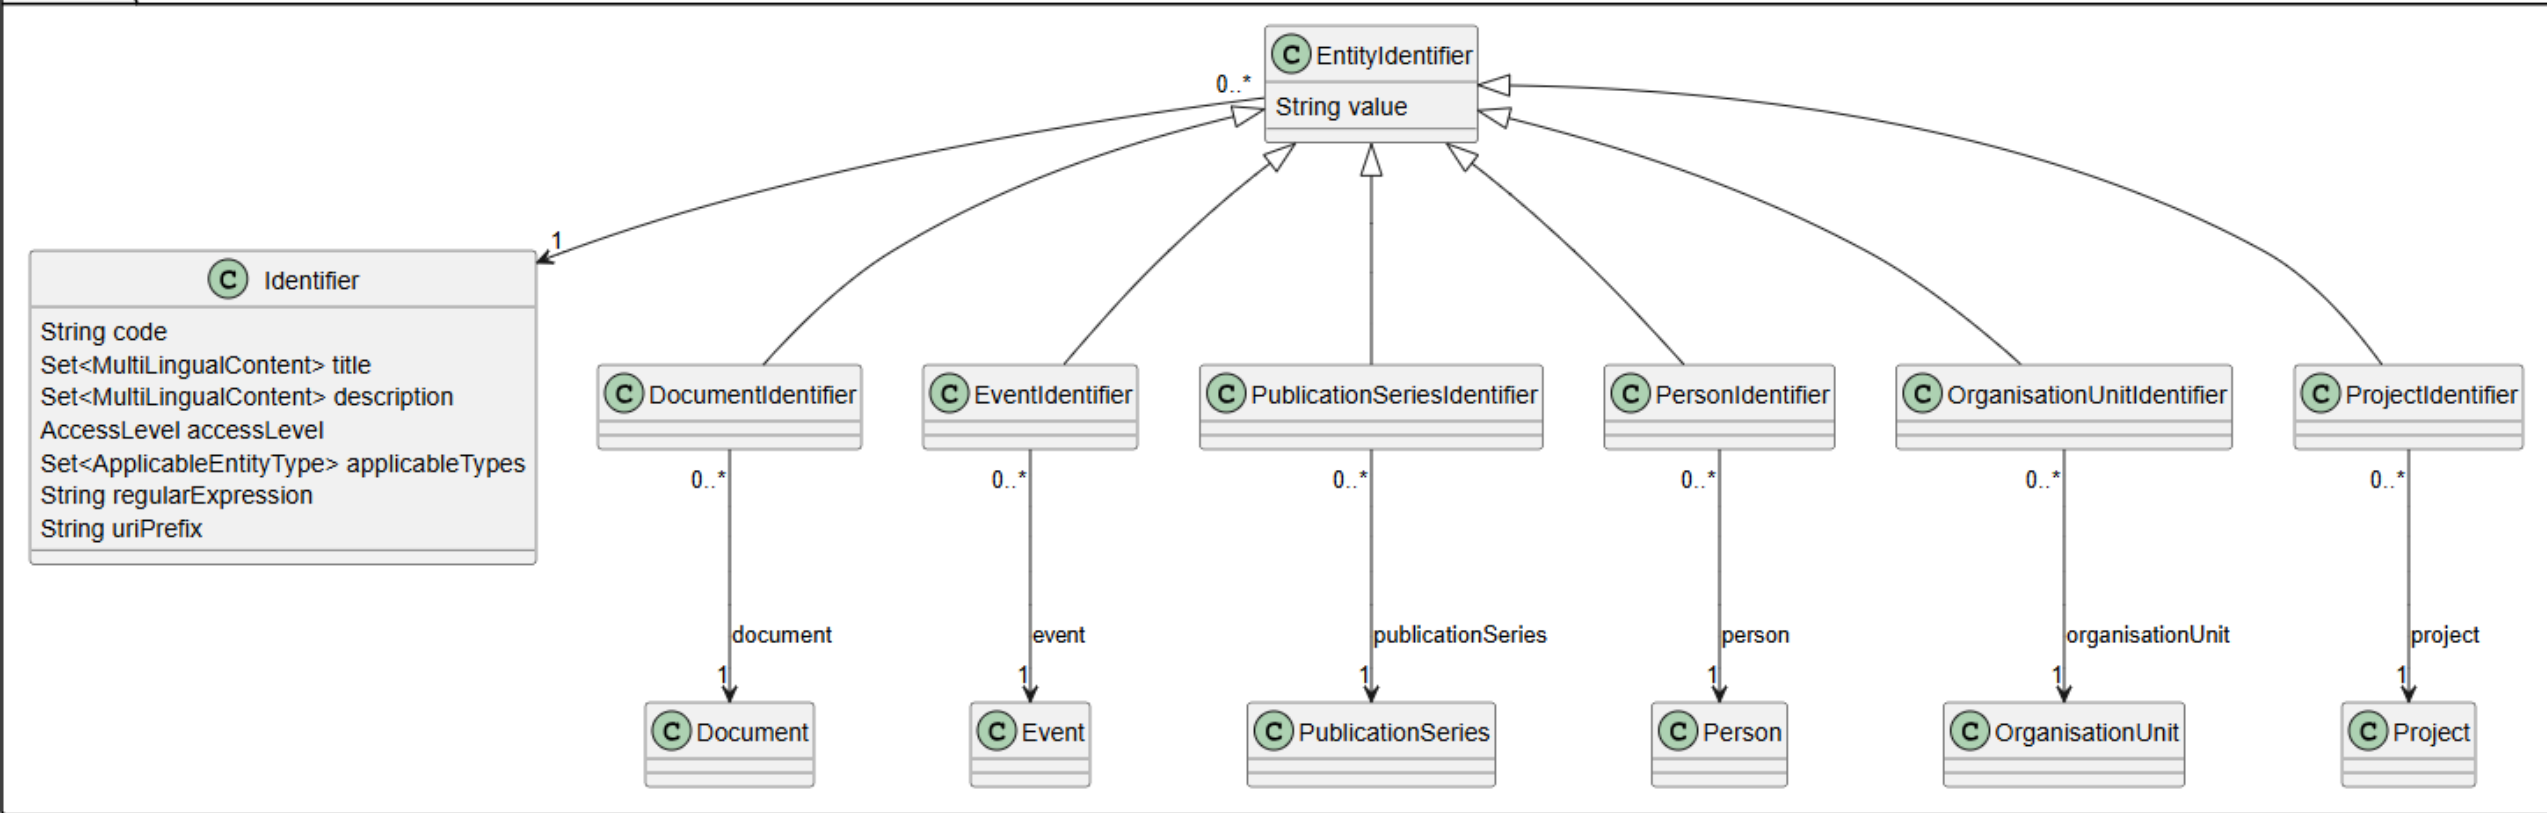 C EntityIdentifier
0..*
String value
1
C Identifier
String code
Set<MultiLingualContent> title
Set<MultiLingualContent> description
AccessLevel accessLevel
Set<ApplicableEntityType> applicableTypes
String regularExpression
String uriPrefix
C DocumentIdentifier
C EventIdentifier
C PublicationSeriesIdentifier
C PersonIdentifier
C OrganisationUnitIdentifier
C ProjectIdentifier
0..*
0..*
0..*
0..*
0..*
0..*
document
event
publicationSeries
person
organisationUnit
project
1
1
1
1
1
1
C Document
C Event
C PublicationSeries
C Person
C OrganisationUnit
C Project